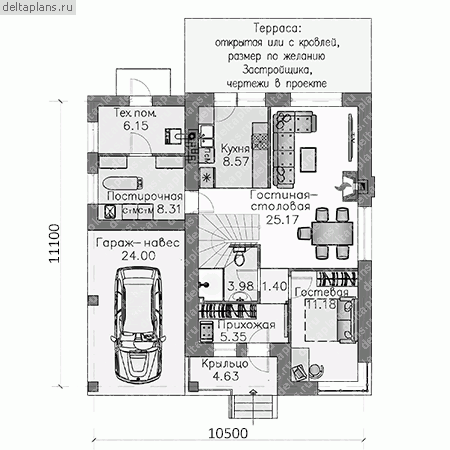 deltaplans.ru
Терраса:
открытая или с кровлей,
размер по желанию
Застройщика,
чертежи в проекте
Тех.пом.
6.15
Кухня
8.57
Постирочная
8.31
СтМ СтМ
Гостиная-
столовая
25.17
Гараж-навес
24.00
3.98
1.40
Гостевая
11.18
Прихожая
5.35
Крыльцо
4.63
11100
10500